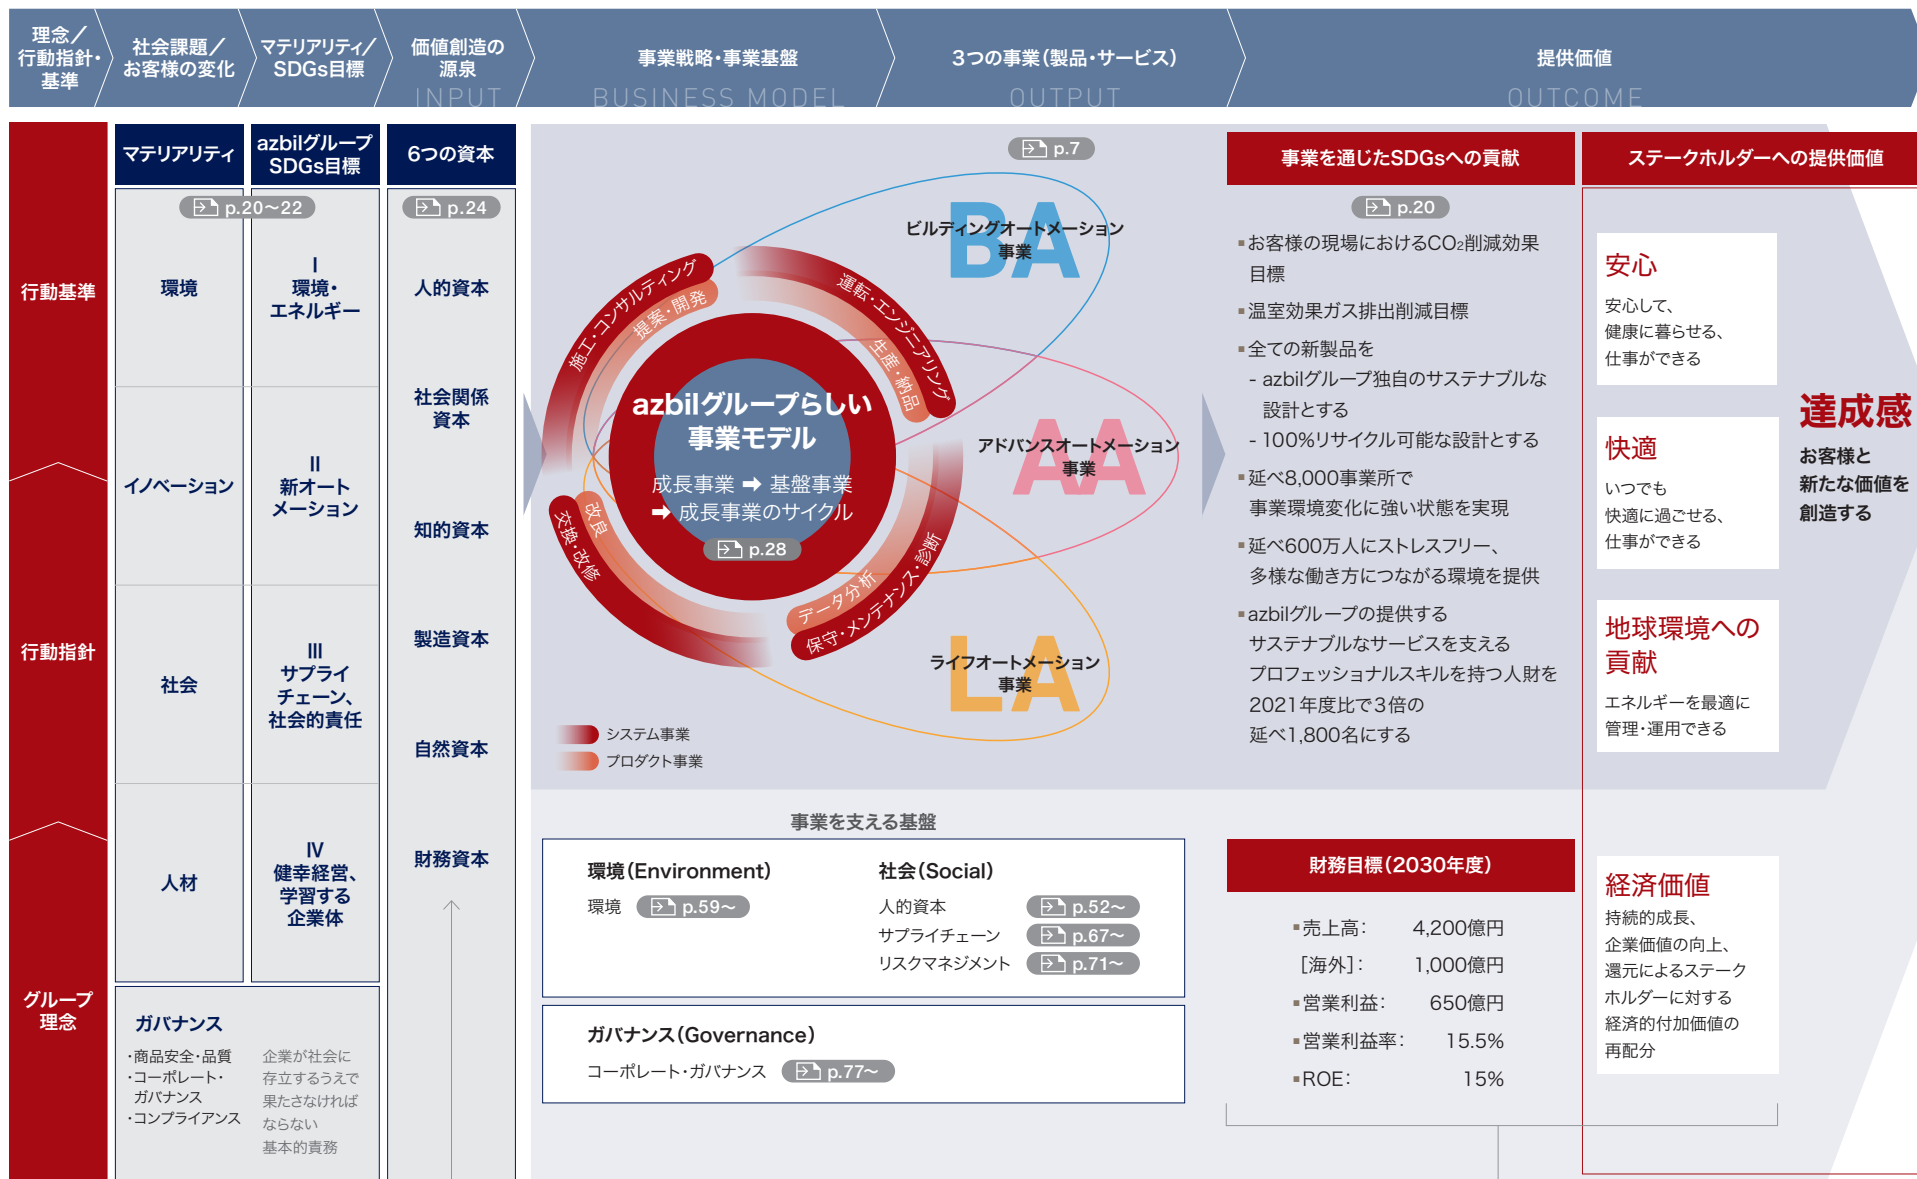 理念／
行動指針・
基準
社会課題／
お客様の変化
マテリアリティ／
SDGs目標
価値創造の
源泉
INPUT
事業戦略・事業基盤
BUSINESS MODEL
3つの事業（製品・サービス）
OUTPUT
提供価値
OUTCOME
行動基準
行動指針
グループ
理念
マテリアリティ
azbilグループ
SDGs目標
p.20～22
環境
I
環境・
エネルギー
イノベーション
II
新オート
メーション
社会
III
サプライ
チェーン、
社会的責任
人材
IV
健幸経営、
学習する
企業体
ガバナンス
・商品安全・品質
・コーポレート・
ガバナンス
・コンプライアンス
企業が社会に
存立するうえで
果たさなければ
ならない
基本的責務
6つの資本
p.24
人的資本
社会関係
資本
知的資本
製造資本
自然資本
財務資本
p.7
BA
ビルディングオートメーション
事業
AA
アドバンスオートメーション
事業
LA
ライフオートメーション
事業
施工・コンサルティング
提案・開発
運転・エンジニアリング
生産・納品
保守・メンテナンス・診断
データ分析
交換・改修
改良
azbilグループらしい
事業モデル
成長事業 ➡ 基盤事業
➡ 成長事業のサイクル
p.28
システム事業
プロダクト事業
事業を支える基盤
環境（Environment）
環境 p.59～
社会（Social）
人的資本 p.52～
サプライチェーン p.67～
リスクマネジメント p.71～
ガバナンス（Governance）
コーポレート・ガバナンス p.77～
事業を通じたSDGsへの貢献
p.20
▪お客様の現場におけるCO₂削減効果
目標
▪温室効果ガス排出削減目標
▪全ての新製品を
- azbilグループ独自のサステナブルな
設計とする
- 100%リサイクル可能な設計とする
▪延べ8,000事業所で
事業環境変化に強い状態を実現
▪延べ600万人にストレスフリー、
多様な働き方につながる環境を提供
▪azbilグループの提供する
サステナブルなサービスを支える
プロフェッショナルスキルを持つ人財を
2021年度比で3倍の
延べ1,800名にする
財務目標（2030年度）
▪売上高： 4,200億円
［海外］： 1,000億円
▪営業利益： 650億円
▪営業利益率： 15.5%
▪ROE： 15%
ステークホルダーへの提供価値
安心
安心して、
健康に暮らせる、
仕事ができる
快適
いつでも
快適に過ごせる、
仕事ができる
地球環境への
貢献
エネルギーを最適に
管理・運用できる
経済価値
持続的成長、
企業価値の向上、
還元によるステーク
ホルダーに対する
経済的付加価値の
再配分
達成感
お客様と
新たな価値を
創造する